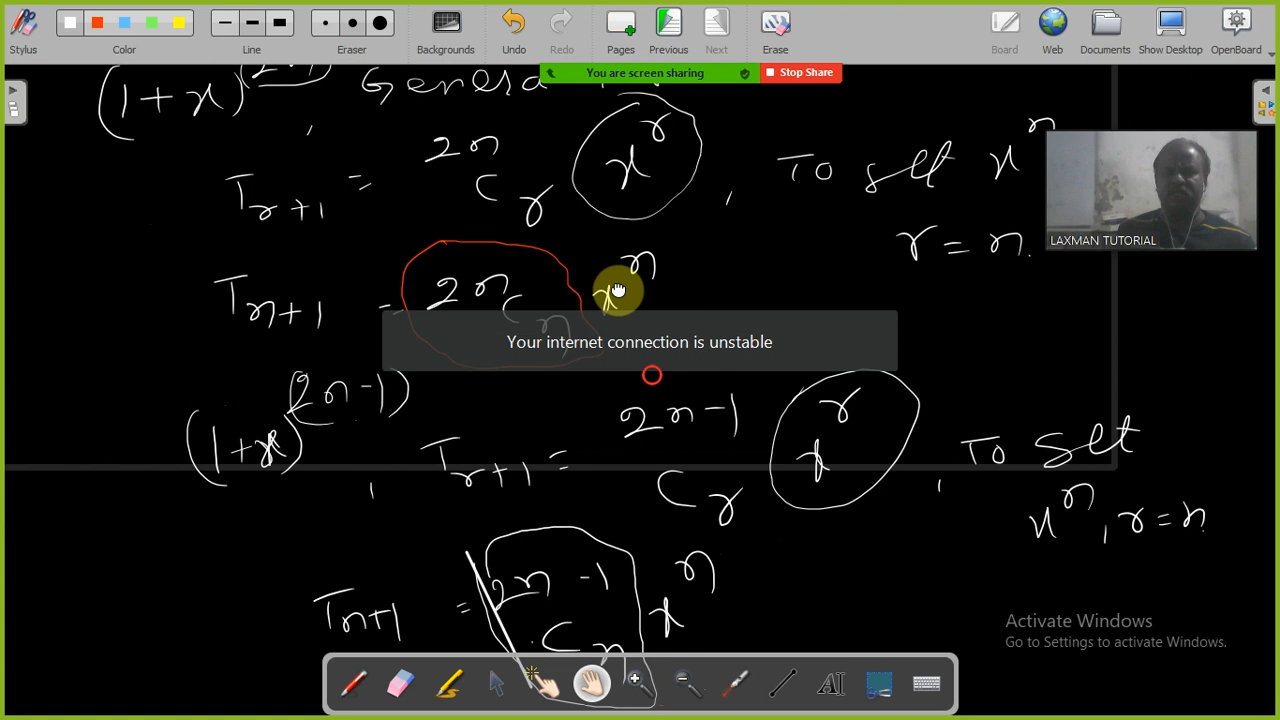 Stylus Color Line Eraser Backgrounds Undo Redo Pages Previous Next Erase Board Web Documents Show Desktop OpenBoard
You are screen sharing Stop Share
(1+x)^(2n), General
T_{r+1} = ^{2n}C_r x^r, To get x^n
r = n.
LAXMAN TUTORIAL
T_{n+1} = ^{2n}C_n x^n
Your internet connection is unstable
(1+x)^(2n-1), T_{r+1} = ^{2n-1}C_r x^r, To get
x^n, r = n
T_{n+1} = ^{2n-1}C_n x^n
Activate Windows
Go to Settings to activate Windows.